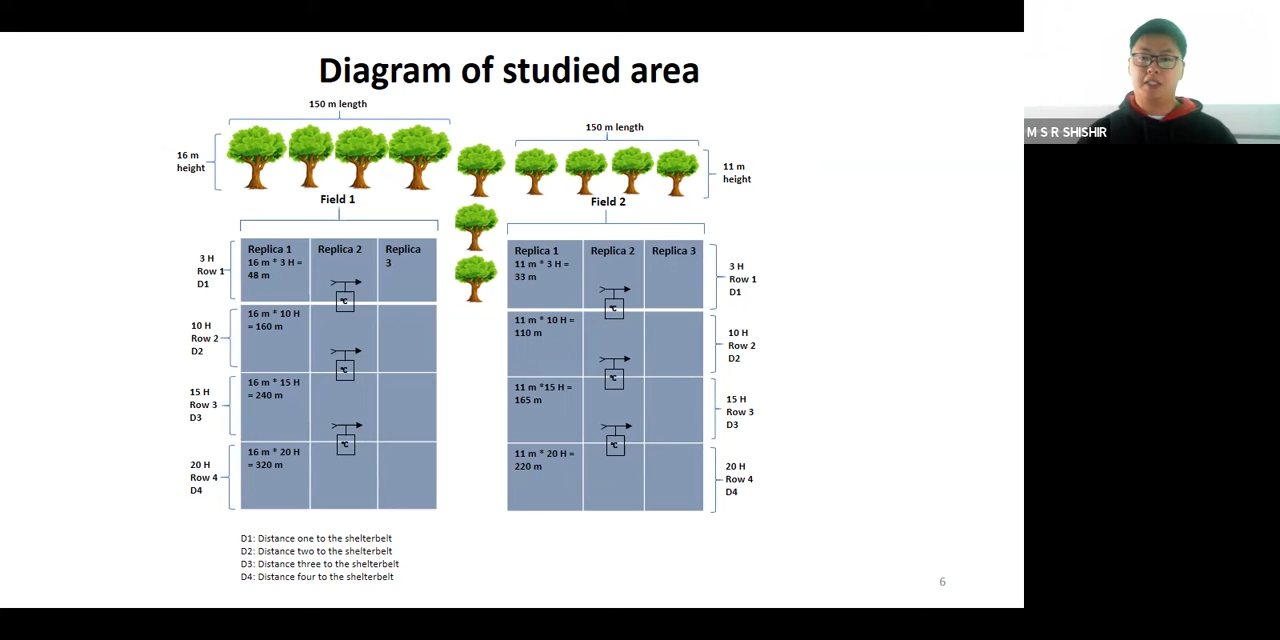 Diagram of studied area
150 m length
16 m
height
150 m length
11 m
height
Field 1
Field 2
3 H
Row 1
D1
10 H
Row 2
D2
15 H
Row 3
D3
20 H
Row 4
D4
Replica 1
16 m * 3 H =
48 m
Replica 2
Replica
3
℃
16 m * 10 H
= 160 m
℃
16 m * 15 H
= 240 m
℃
16 m * 20 H
= 320 m
Replica 1
11 m * 3 H =
33 m
Replica 2
Replica 3
℃
11 m * 10 H =
110 m
℃
11 m *15 H =
165 m
℃
11 m * 20 H =
220 m
3 H
Row 1
D1
10 H
Row 2
D2
15 H
Row 3
D3
20 H
Row 4
D4
D1: Distance one to the shelterbelt
D2: Distance two to the shelterbelt
D3: Distance three to the shelterbelt
D4: Distance four to the shelterbelt
6
M S R SHISHIR